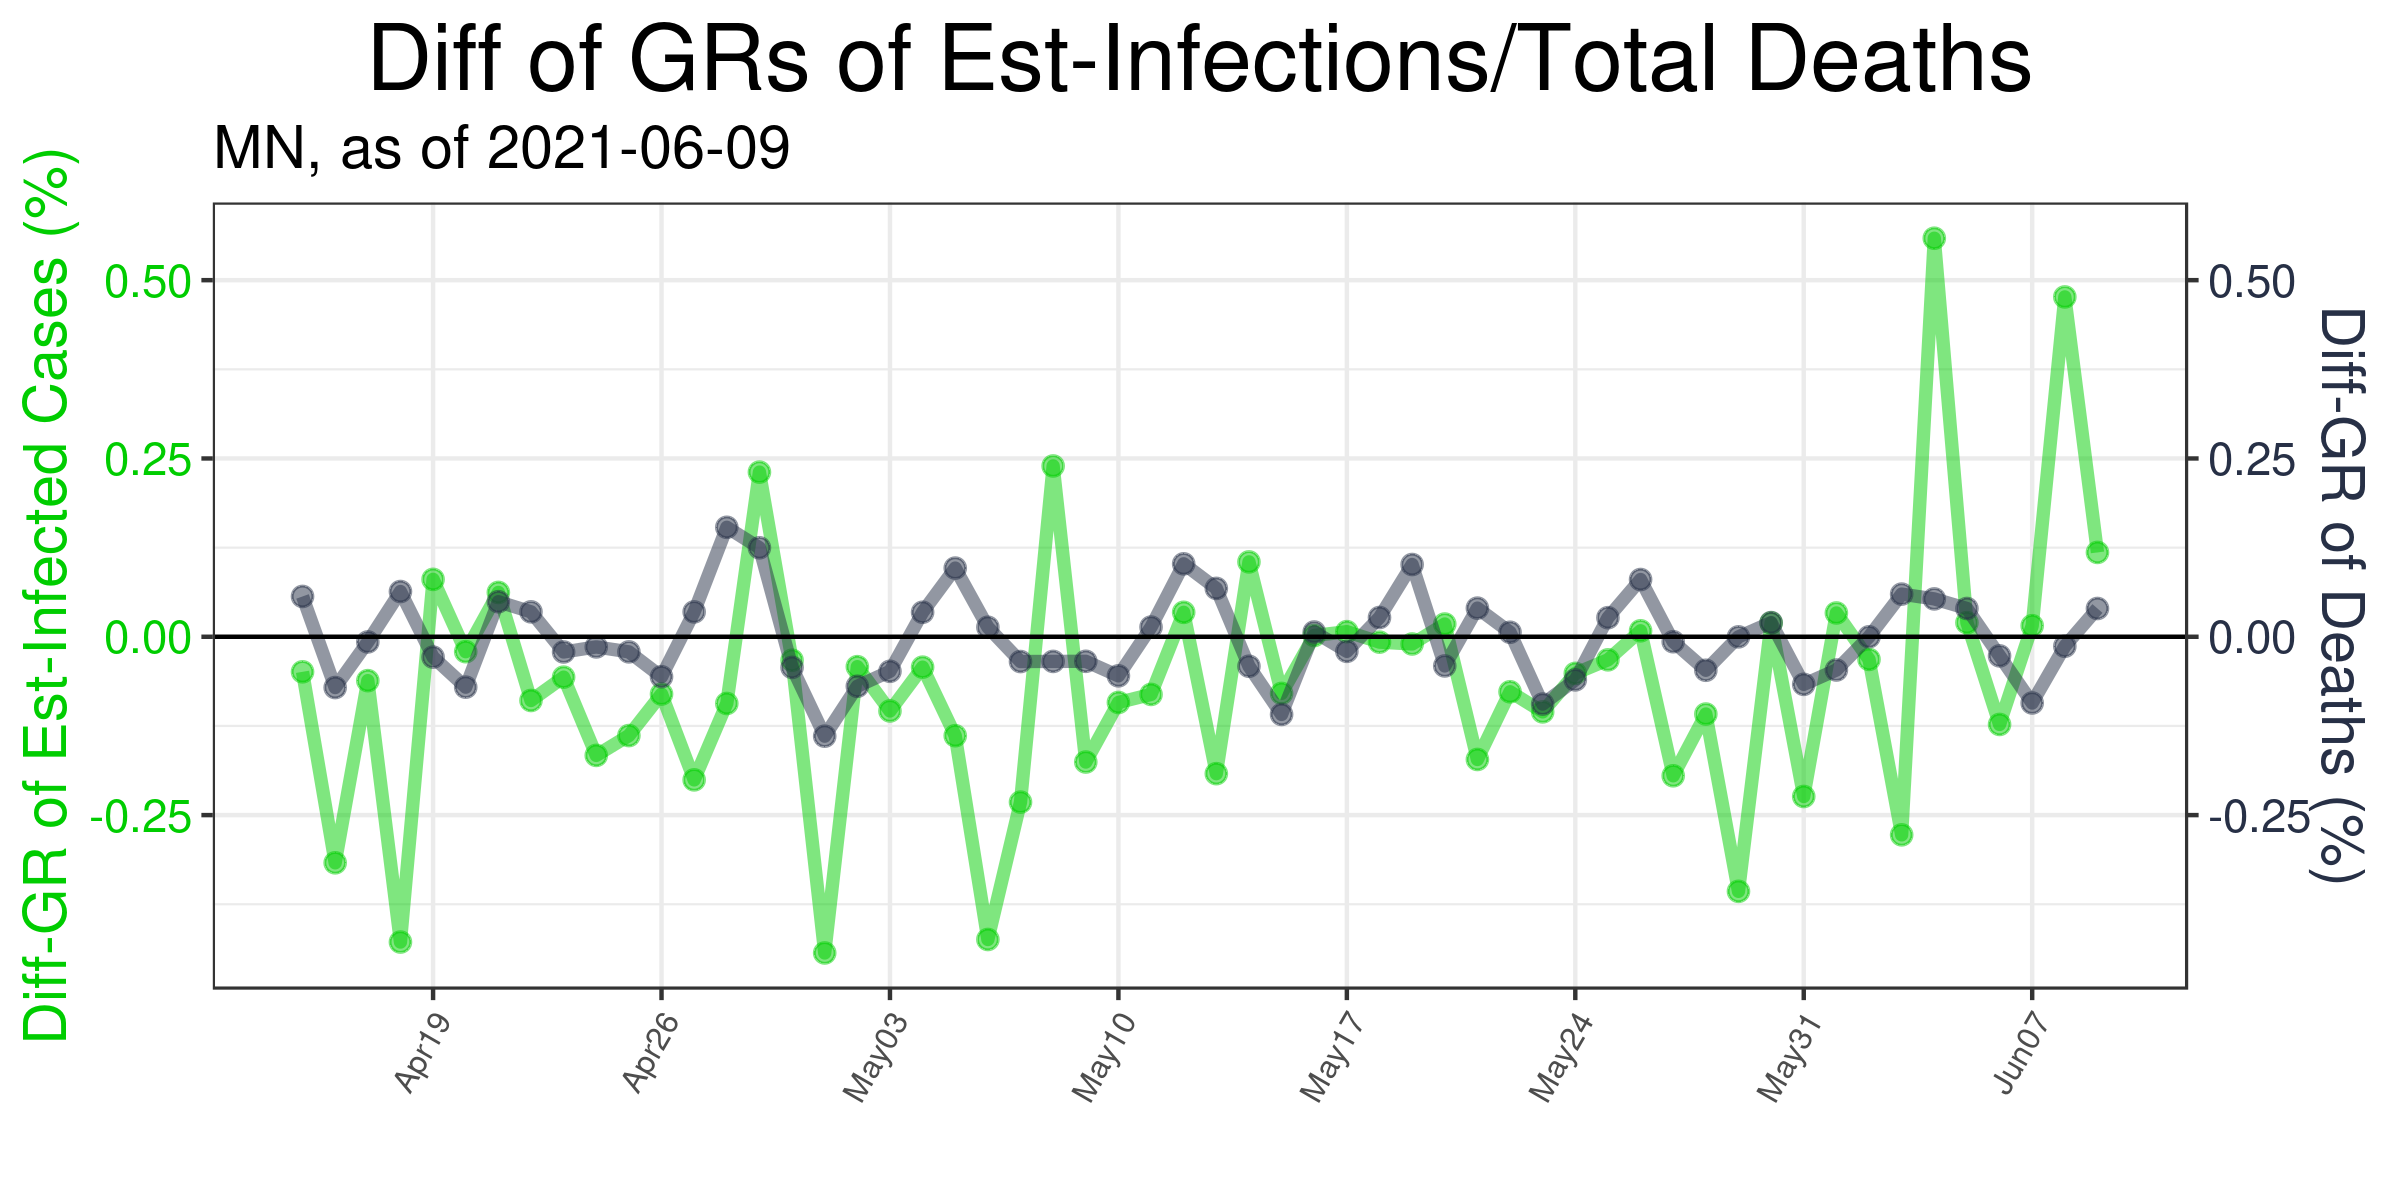 Diff of GRs of Est-Infections/Total Deaths
MN, as of 2021-06-09
Diff-GR of Est-Infected Cases (%)
0.50
0.25
0.00
-0.25
0.50
0.25
0.00
-0.25
Diff-GR of Deaths (%)
Apr19
Apr26
May03
May10
May17
May24
May31
Jun07